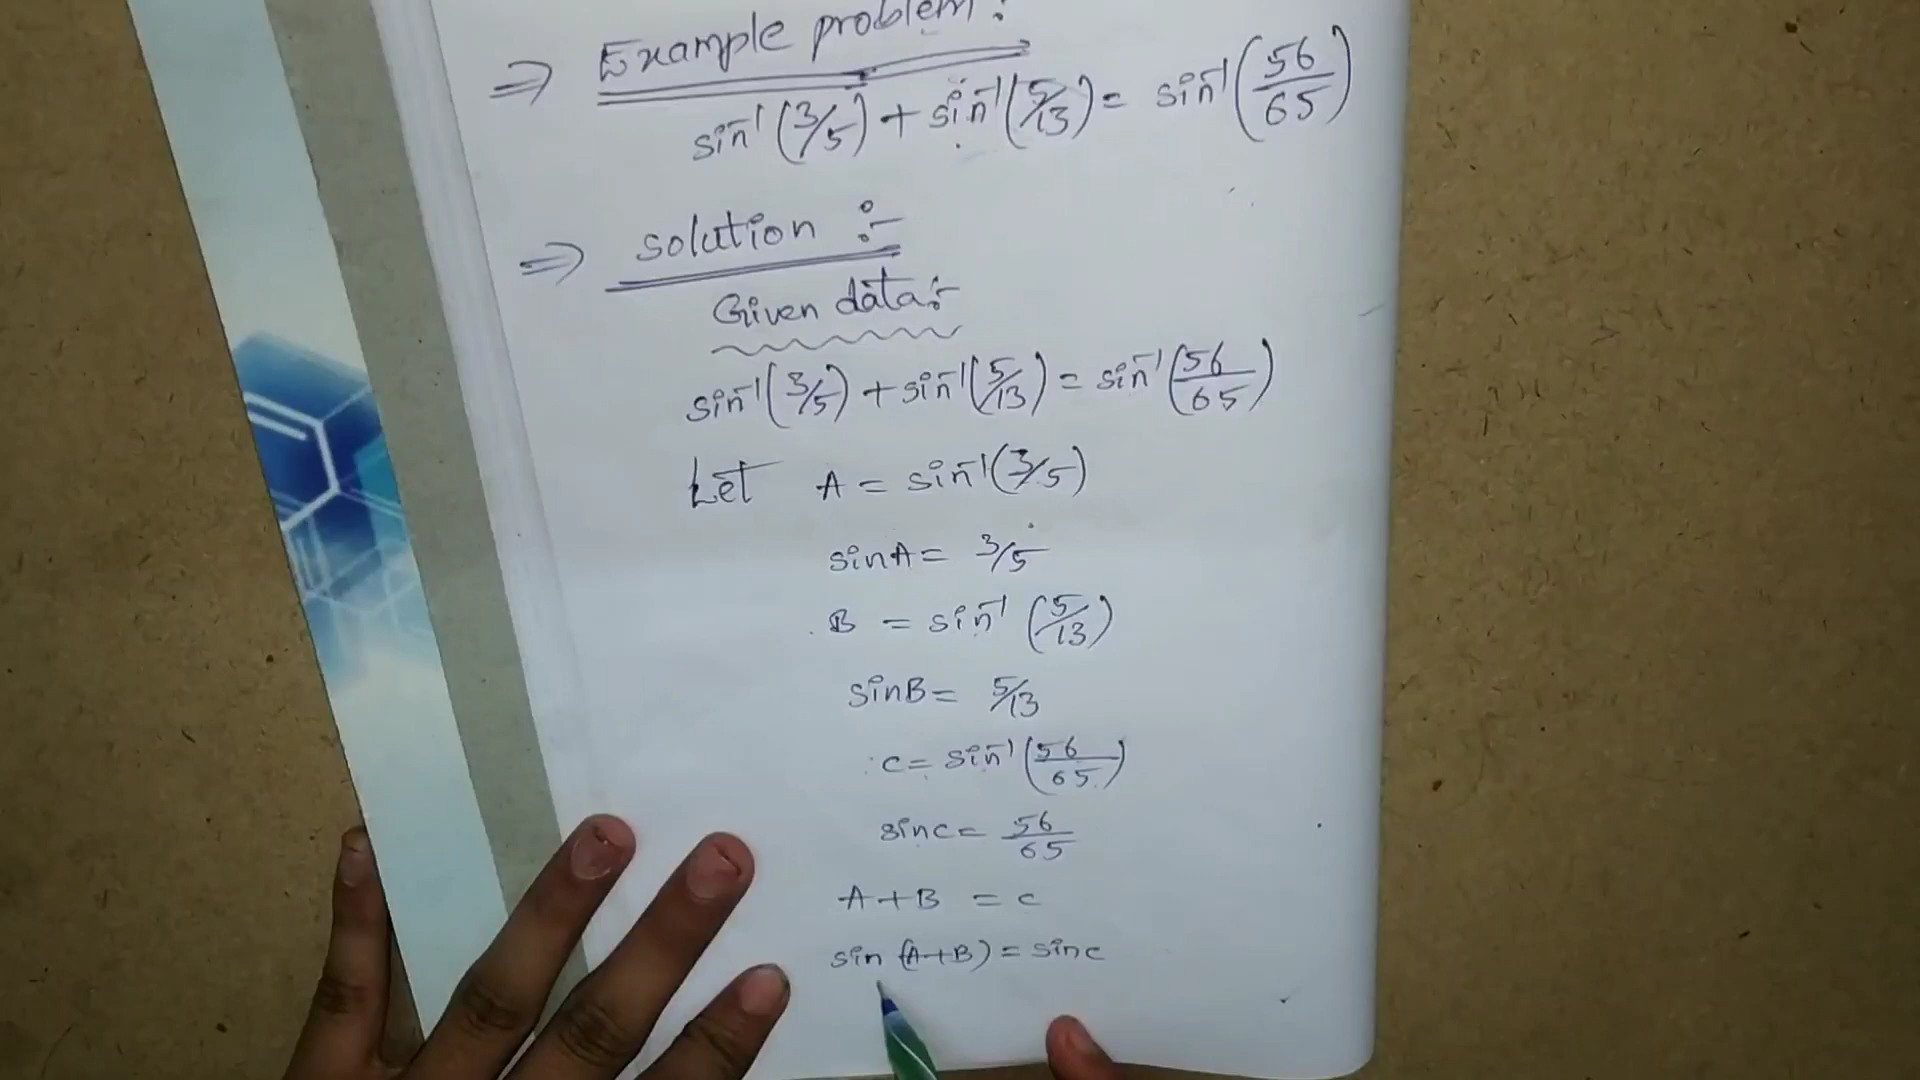 ⇒ Example problem:
sin⁻¹(3/5) + sin⁻¹(5/13) = sin⁻¹(56/65)
⇒ solution :-
Given data:-
sin⁻¹(3/5) + sin⁻¹(5/13) = sin⁻¹(56/65)
Let A = sin⁻¹(3/5)
sinA = 3/5
B = sin⁻¹(5/13)
sinB = 5/13
c = sin⁻¹(56/65)
sinc = 56/65
A+B = c
sin(A+B) = sinc